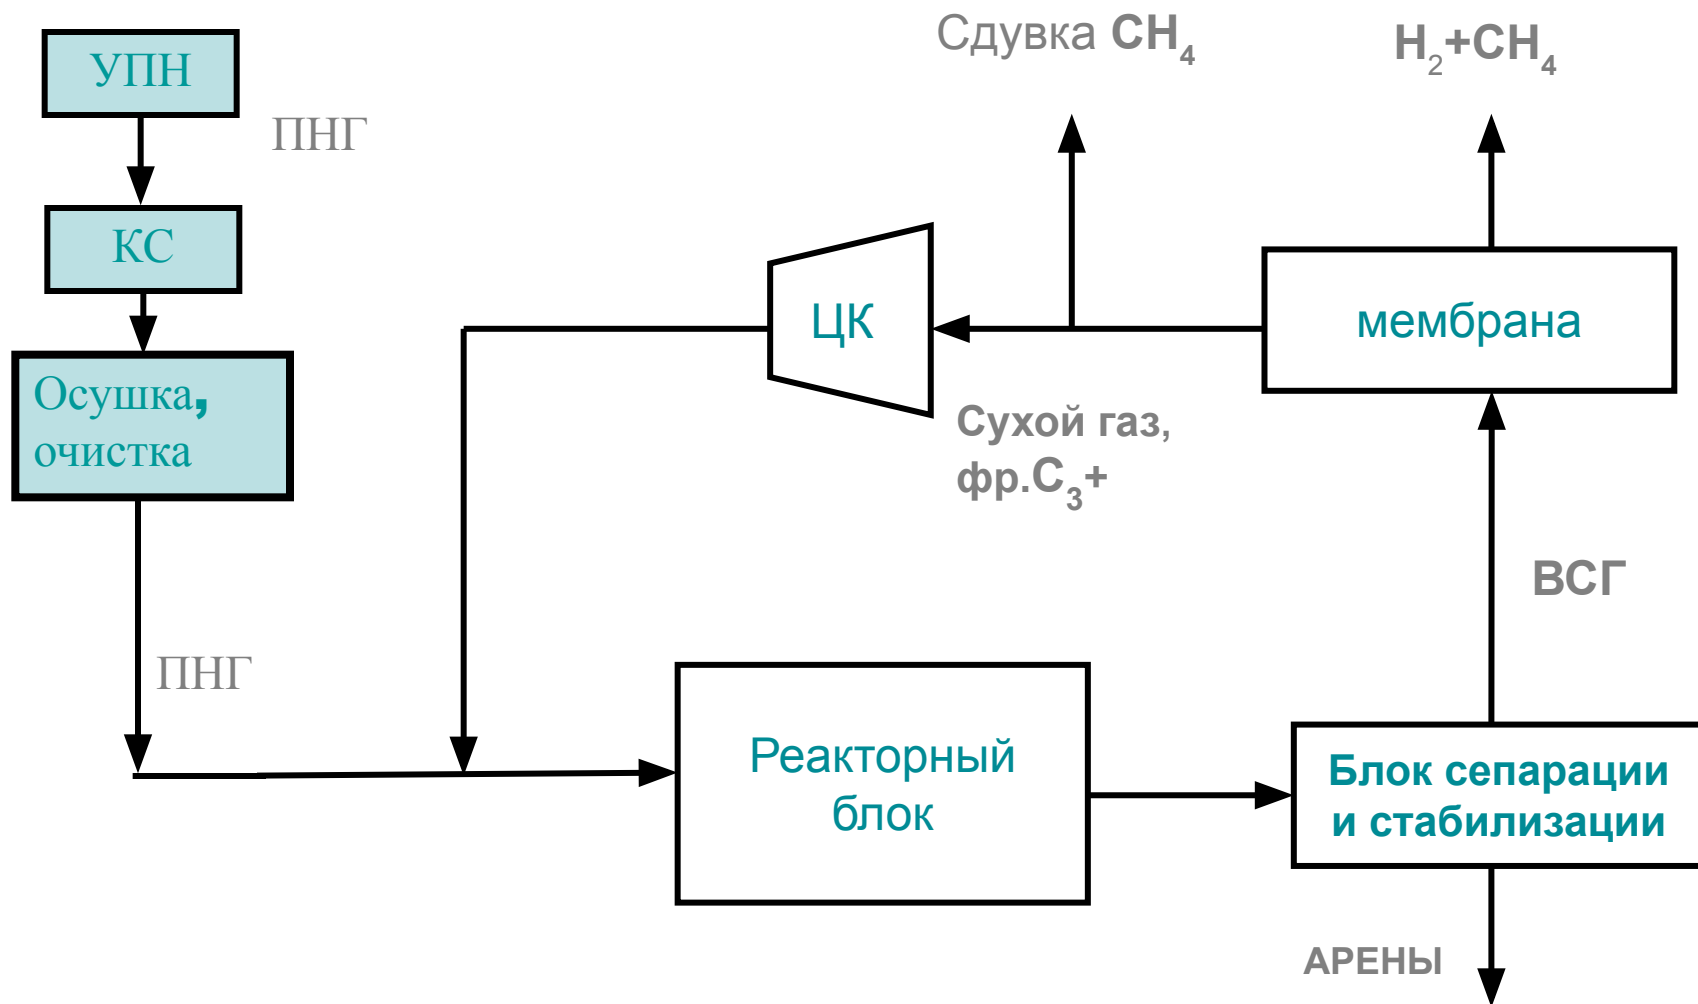 Сдувка CH₄
H₂+CH₄
УПН
ПНГ
КС
ЦК
мембрана
Осушка,
очистка
Сухой газ,
фр.С₃+
ВСГ
ПНГ
Реакторный
блок
Блок сепарации
и стабилизации
АРЕНЫ